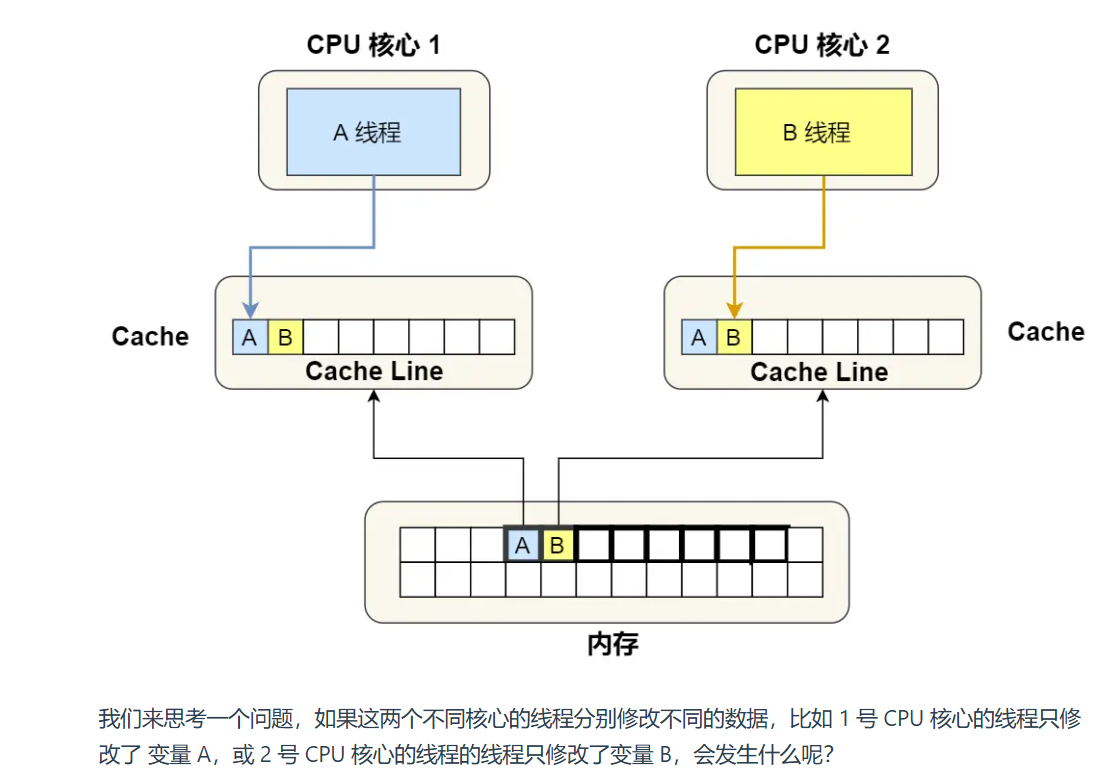 CPU 核心 1
CPU 核心 2
A 线程
B 线程
Cache
A B
Cache Line
A B
Cache Line
Cache
A B
内存
我们来思考一个问题，如果这两个不同核心的线程分别修改不同的数据，比如 1 号 CPU 核心的线程只修
改了 变量 A，或 2 号 CPU 核心的线程的线程只修改了变量 B，会发生什么呢？